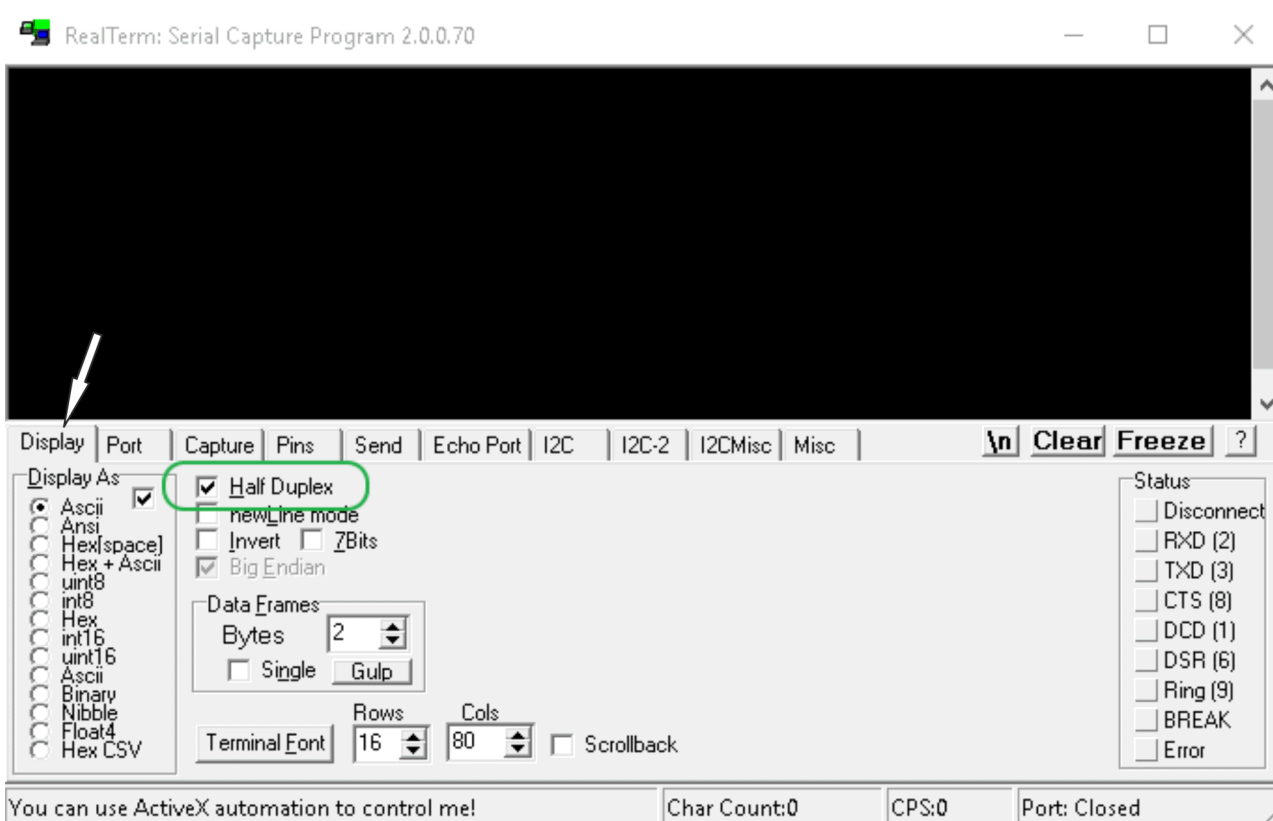 RealTerm: Serial Capture Program 2.0.0.70
Display Port Capture Pins Send Echo Port I2C I2C-2 I2CMisc Misc \n Clear Freeze ?
Display As
Ascii
Ansi
Hex[space]
Hex + Ascii
uint8
int8
Hex
int16
uint16
Ascii
Binary
Nibble
Float4
Hex CSV
Half Duplex
newLine mode
Invert 7Bits
Big Endian
Data Frames
Bytes 2
Single Gulp
Rows Cols
Terminal Font 16 80 Scrollback
Status
Disconnect
RXD (2)
TXD (3)
CTS (8)
DCD (1)
DSR (6)
Ring (9)
BREAK
Error
You can use ActiveX automation to control me! Char Count:0 CPS:0 Port: Closed